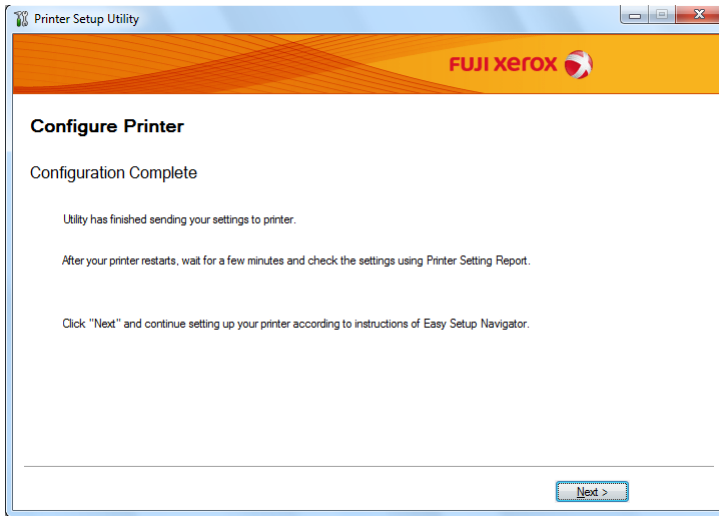 Printer Setup Utility
FUJI xerox
Configure Printer
Configuration Complete
Utility has finished sending your settings to printer.
After your printer restarts, wait for a few minutes and check the settings using Printer Setting Report.
Click "Next" and continue setting up your printer according to instructions of Easy Setup Navigator.
Next >